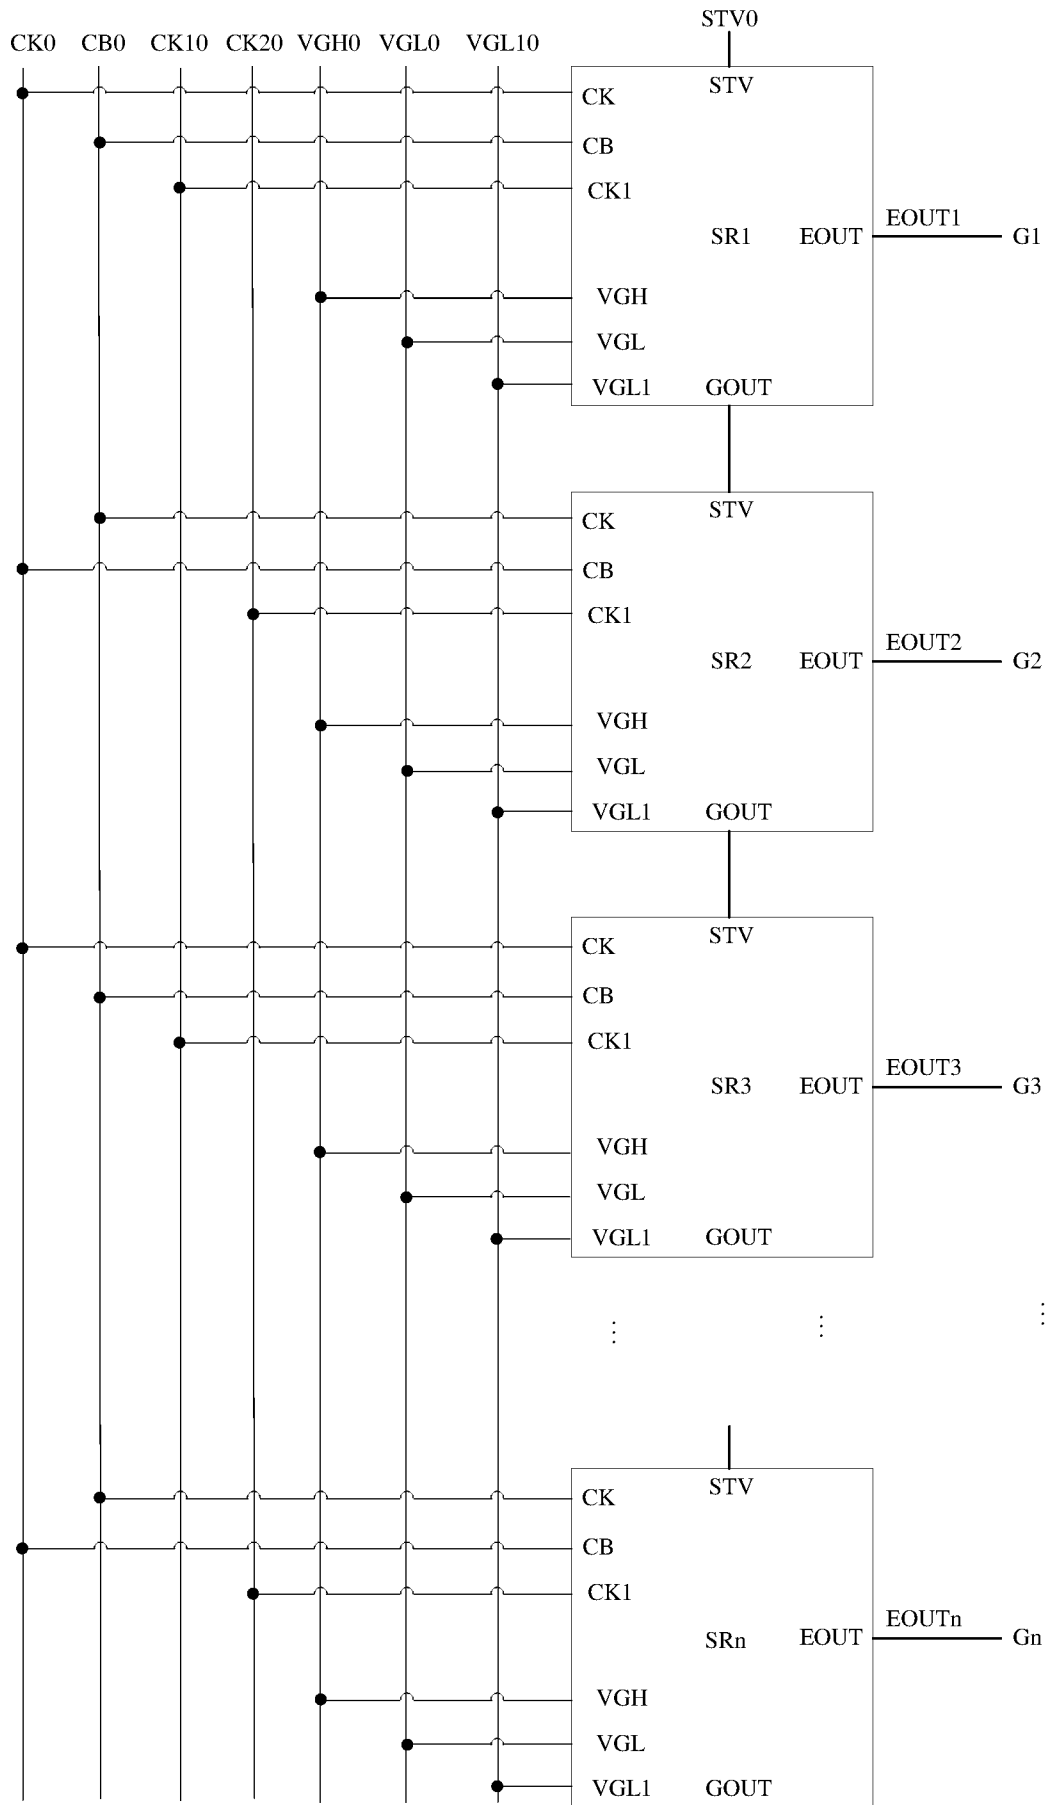 STV0
CK0 CB0 CK10 CK20 VGH0 VGL0 VGL10
STV
CK
CB
CK1
EOUT1
SR1 EOUT G1
VGH
VGL
VGL1 GOUT
STV
CK
CB
CK1
EOUT2
SR2 EOUT G2
VGH
VGL
VGL1 GOUT
STV
CK
CB
CK1
EOUT3
SR3 EOUT G3
VGH
VGL
VGL1 GOUT
STV
CK
CB
CK1
EOUTn
SRn EOUT Gn
VGH
VGL
VGL1 GOUT